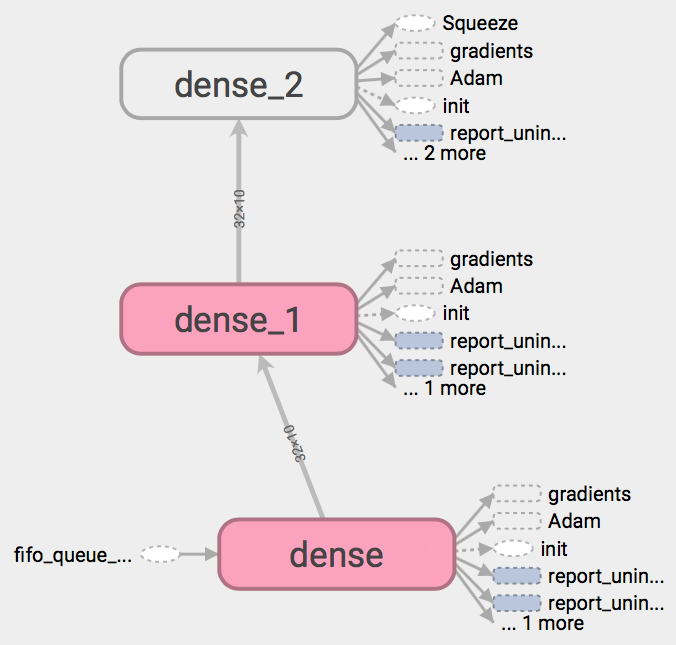 Squeeze
gradients
dense_2
Adam
init
report_unin...
... 2 more
32×10
gradients
Adam
dense_1
init
report_unin...
report_unin...
... 1 more
32×10
gradients
Adam
fifo_queue_...
dense
init
report_unin...
report_unin...
... 1 more